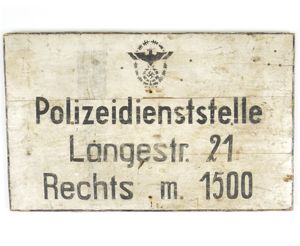 Polizeidienststelle
Langestr. 21
Rechts m. 1500